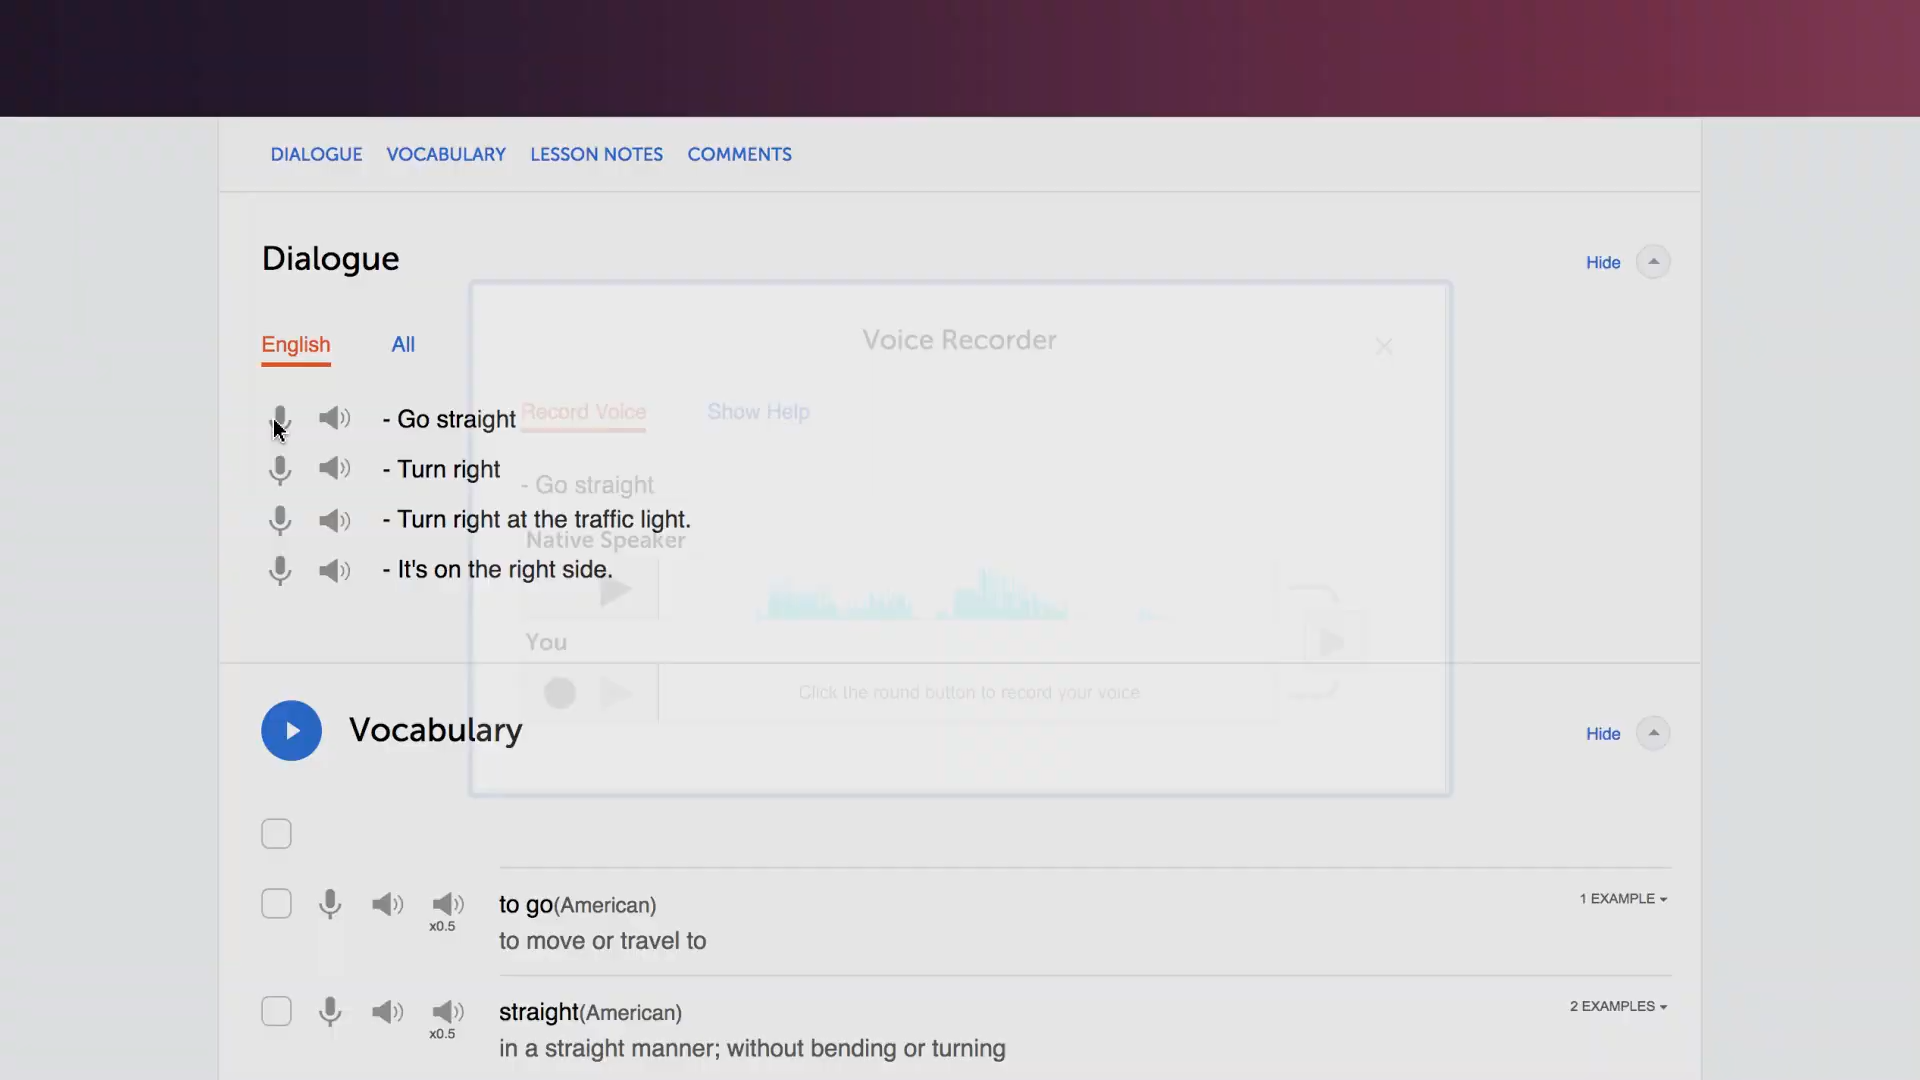 DIALOGUE VOCABULARY LESSON NOTES COMMENTS
Dialogue
Hide
Voice Recorder
English All
Record Voice Show Help
- Go straight
- Turn right
- Go straight
- Turn right at the traffic light.
Native Speaker
- It's on the right side.
You
Click the round button to record your voice
Vocabulary
Hide
to go(American)
1 EXAMPLE
x0.5
to move or travel to
straight(American)
2 EXAMPLES
x0.5
in a straight manner; without bending or turning